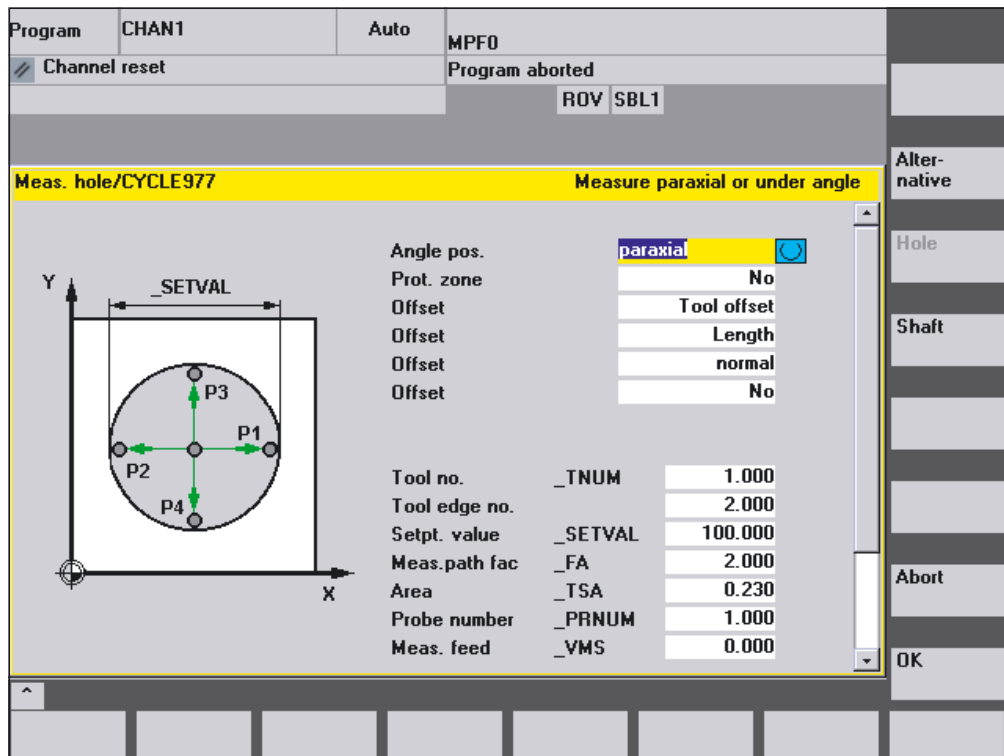 Program CHAN1 Auto MPF0
Channel reset Program aborted
ROV SBL1
Meas. hole/CYCLE977 Measure paraxial or under angle
Angle pos. paraxial
Prot. zone No
Offset Tool offset
Offset Length
Offset normal
Offset No
Tool no. _TNUM 1.000
Tool edge no. 2.000
Setpt. value _SETVAL 100.000
Meas.path fac _FA 2.000
Area _TSA 0.230
Probe number _PRNUM 1.000
Meas. feed _VMS 0.000
Y
_SETVAL
P3
P1
P2
P4
X
Alter-
native
Hole
Shaft
Abort
OK
^